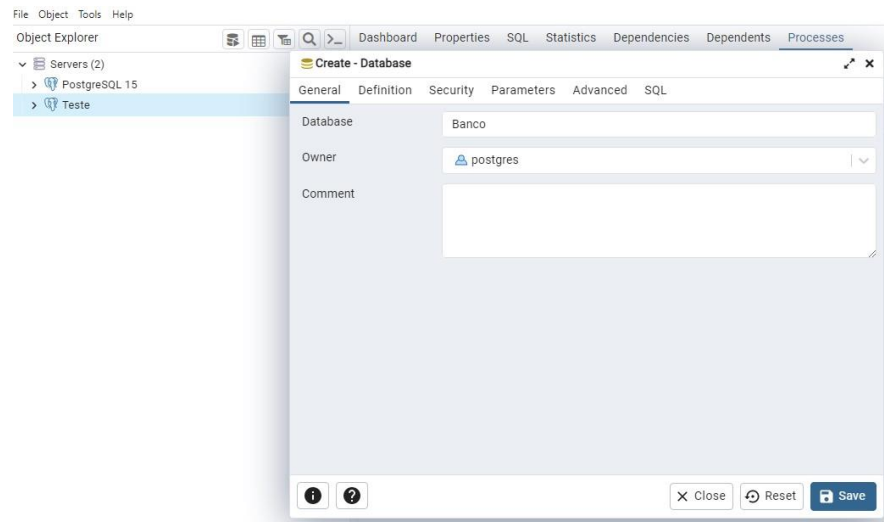 File Object Tools Help
Object Explorer
Dashboard Properties SQL Statistics Dependencies Dependents Processes
Servers (2)
PostgreSQL 15
Teste
Create - Database
General Definition Security Parameters Advanced SQL
Database Banco
Owner postgres
Comment
Close Reset Save